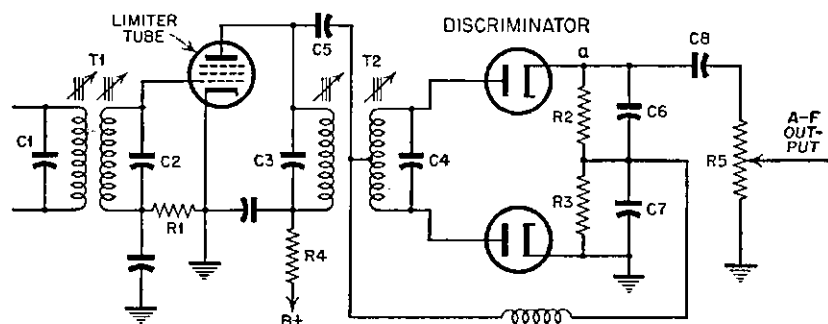 LIMITER
TUBE
DISCRIMINATOR
T1
C5
T2
a
C8
C1
C2
C3
C4
R2
C6
A-F
OUT-
PUT
R5
R1
R3
C7
R4
B+